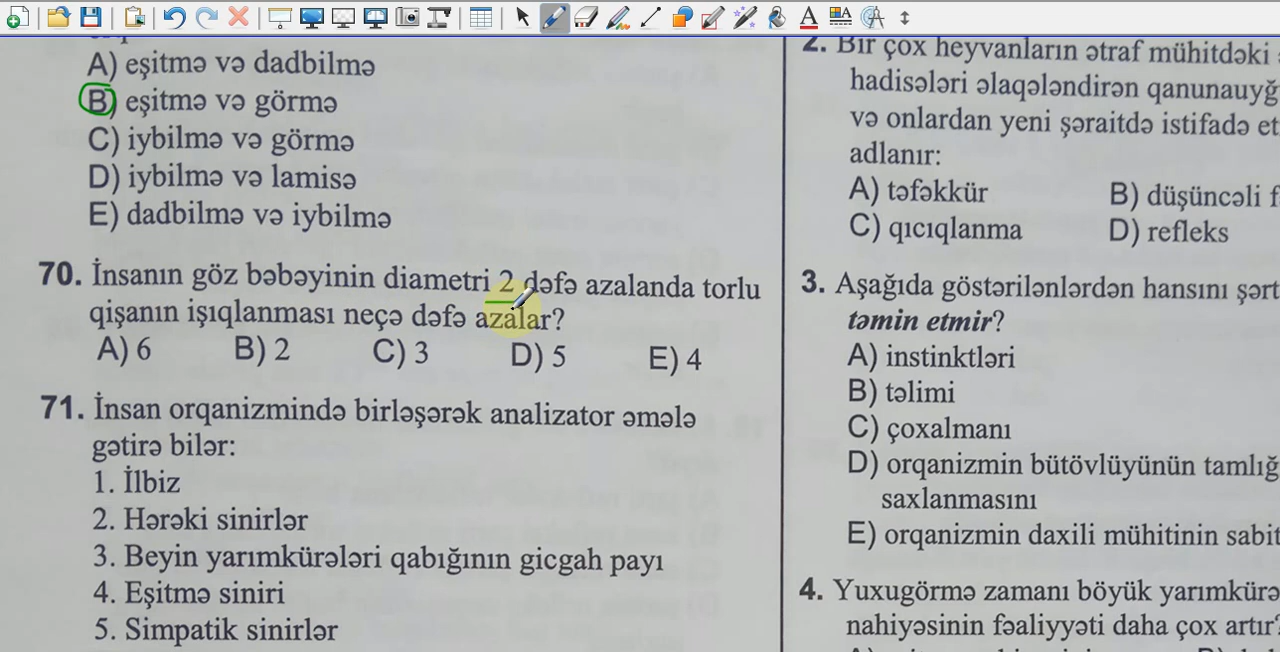 A) eşitmə və dadbilmə
B) eşitmə və görmə
C) iybilmə və görmə
D) iybilmə və lamisə
E) dadbilmə və iybilmə
70. İnsanın göz bəbəyinin diametri 2 dəfə azalanda torlu
qişanın işıqlanması neçə dəfə azalar?
A) 6 B) 2 C) 3 D) 5 E) 4
71. İnsan orqanizmində birləşərək analizator əmələ
gətirə bilər:
1. İlbiz
2. Hərəki sinirlər
3. Beyin yarımkürələri qabığının gicgah payı
4. Eşitmə siniri
5. Simpatik sinirlər
2. Bir çox heyvanların ətraf mühitdəki
hadisələri əlaqələndirən qanunauyğ
və onlardan yeni şəraitdə istifadə et
adlanır:
A) təfəkkür B) düşüncəli f
C) qıcıqlanma D) refleks
3. Aşağıda göstərilənlərdən hansını şərt
təmin etmir?
A) instinktləri
B) təlimi
C) çoxalmanı
D) orqanizmin bütövlüyünün tamlığ
saxlanmasını
E) orqanizmin daxili mühitinin sabit
4. Yuxugörmə zamanı böyük yarımkürə
nahiyəsinin fəaliyyəti daha çox artır?